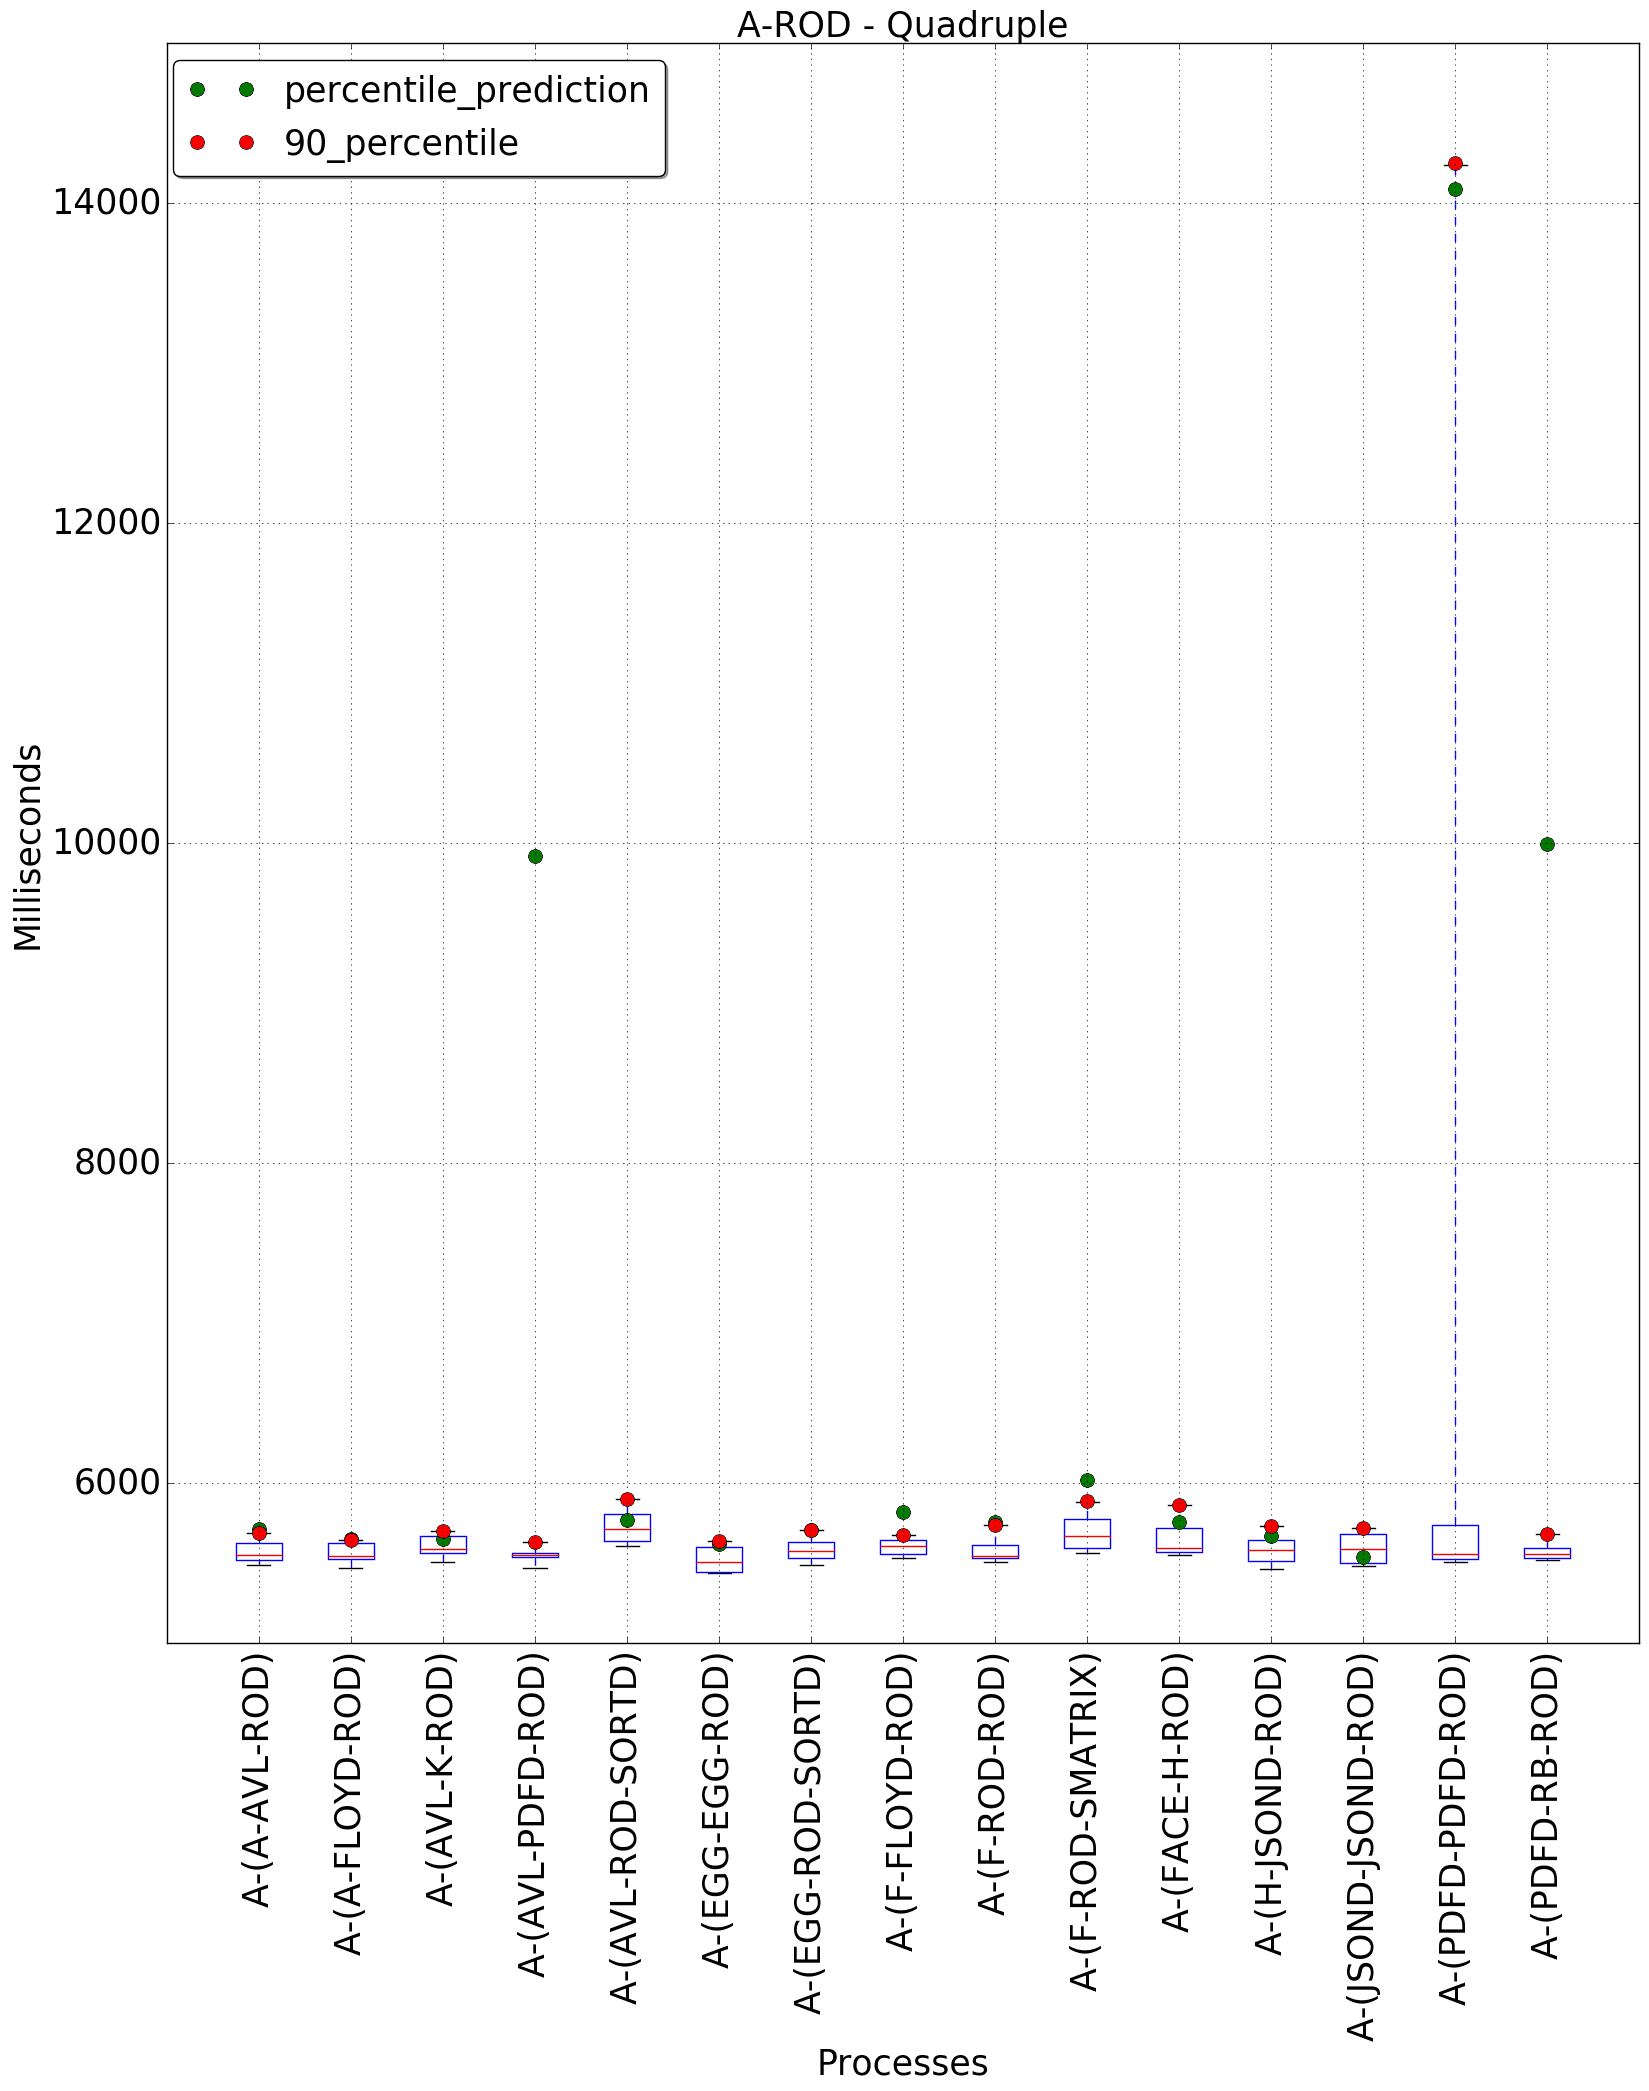 A-ROD - Quadruple
percentile_prediction
90_percentile
14000
12000
10000
8000
6000
Milliseconds
A-(A-AVL-ROD)
A-(A-FLOYD-ROD)
A-(AVL-K-ROD)
A-(AVL-PDFD-ROD)
A-(AVL-ROD-SORTD)
A-(EGG-EGG-ROD)
A-(EGG-ROD-SORTD)
A-(F-FLOYD-ROD)
A-(F-ROD-ROD)
A-(F-ROD-SMATRIX)
A-(FACE-H-ROD)
A-(H-JSOND-ROD)
A-(JSOND-JSOND-ROD)
A-(PDFD-PDFD-ROD)
A-(PDFD-RB-ROD)
Processes